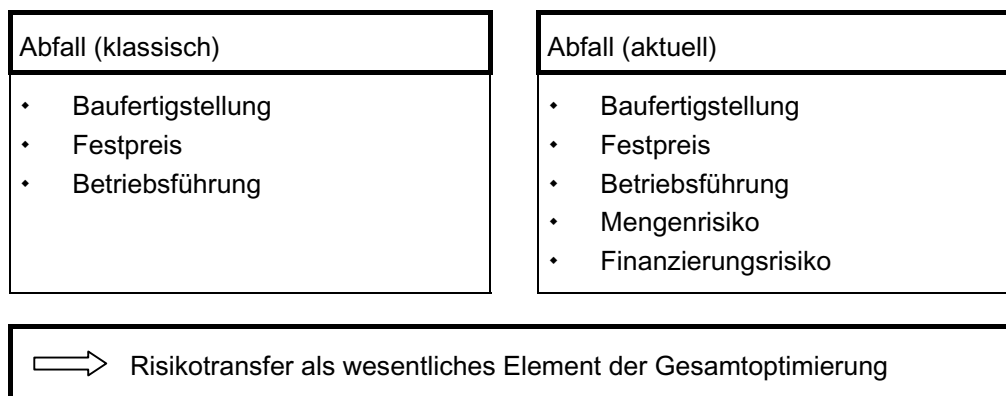 Abfall (klassisch)
• Baufertigstellung
• Festpreis
• Betriebsführung
Abfall (aktuell)
• Baufertigstellung
• Festpreis
• Betriebsführung
• Mengenrisiko
• Finanzierungsrisiko
Risikotransfer als wesentliches Element der Gesamtoptimierung